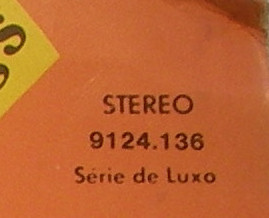 STEREO
9124.136
Série de Luxo